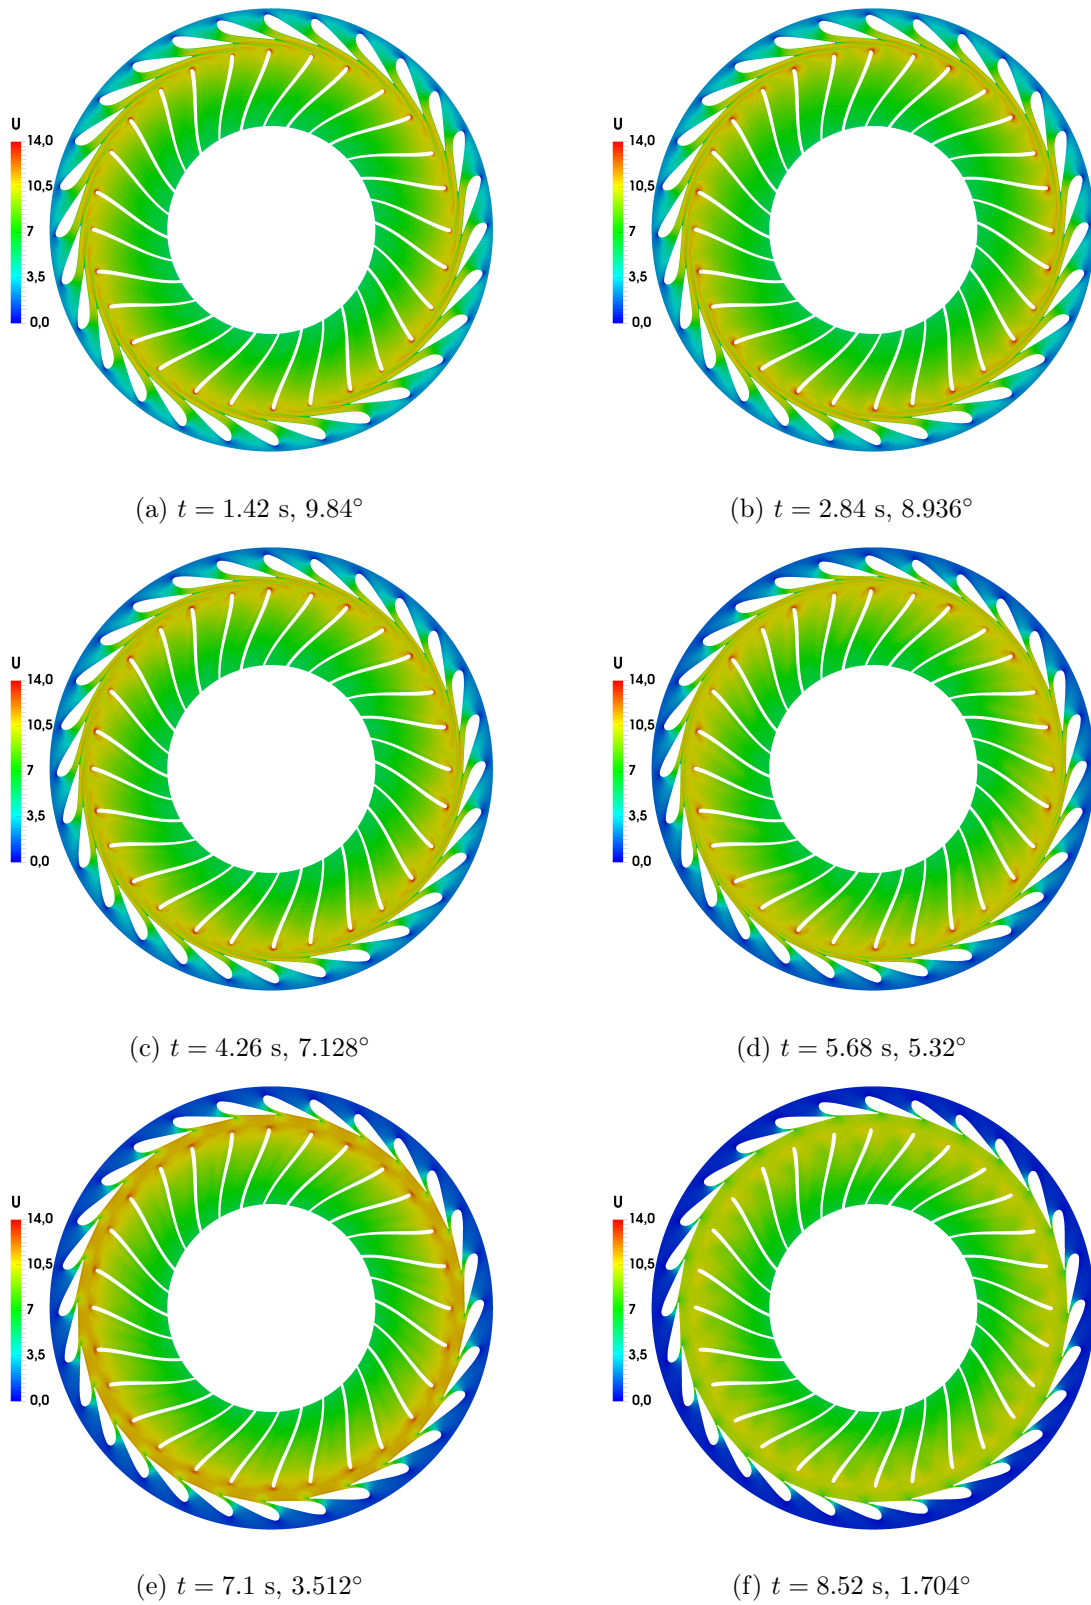 U U
14,0 14,0
10,5 10,5
7 7
3,5 3,5
0,0 0,0
(a) t = 1.42 s, 9.84° (b) t = 2.84 s, 8.936°
U U
14,0 14,0
10,5 10,5
7 7
3,5 3,5
0,0 0,0
(c) t = 4.26 s, 7.128° (d) t = 5.68 s, 5.32°
U U
14,0 14,0
10,5 10,5
7 7
3,5 3,5
0,0 0,0
(e) t = 7.1 s, 3.512° (f) t = 8.52 s, 1.704°